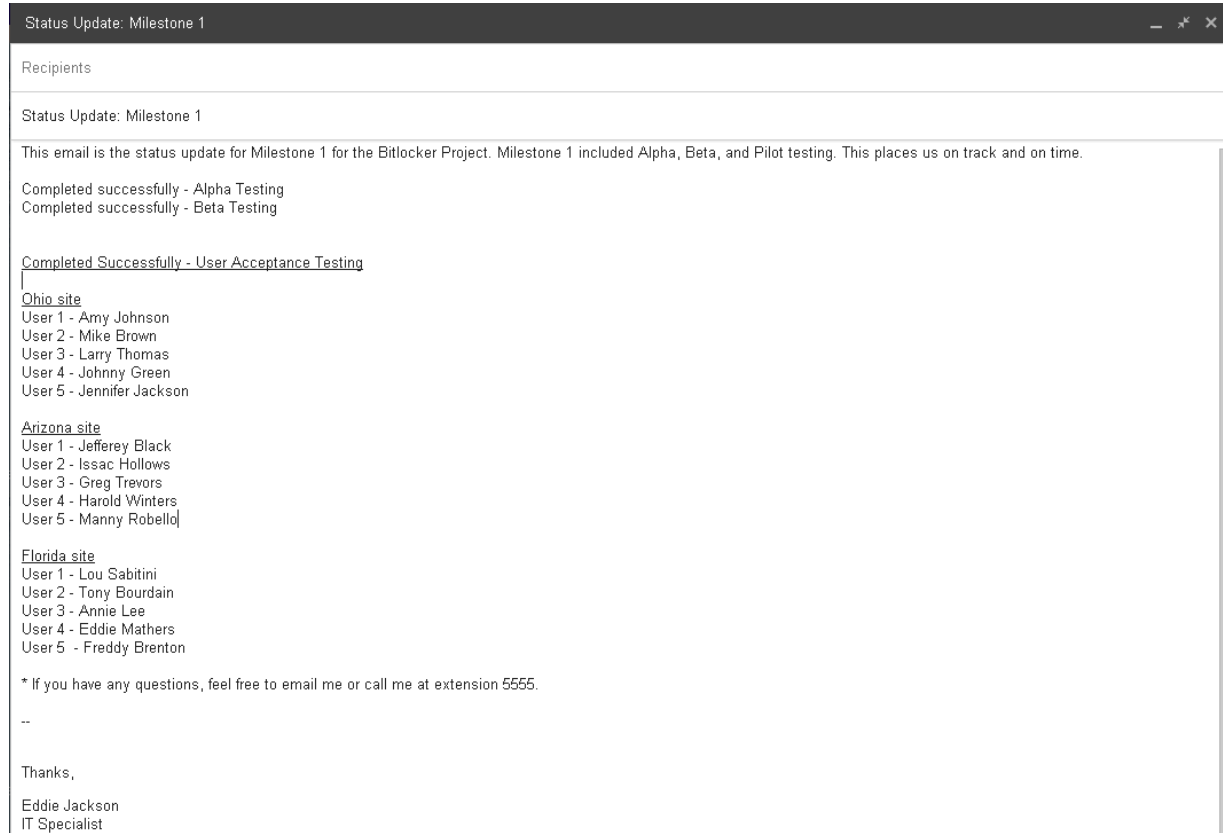 Status Update: Milestone 1
Recipients
Status Update: Milestone 1
This email is the status update for Milestone 1 for the Bitlocker Project. Milestone 1 included Alpha, Beta, and Pilot testing. This places us on track and on time.
Completed successfully - Alpha Testing
Completed successfully - Beta Testing
Completed Successfully - User Acceptance Testing
Ohio site
User 1 - Amy Johnson
User 2 - Mike Brown
User 3 - Larry Thomas
User 4 - Johnny Green
User 5 - Jennifer Jackson
Arizona site
User 1 - Jefferey Black
User 2 - Issac Hollows
User 3 - Greg Trevors
User 4 - Harold Winters
User 5 - Manny Robello
Florida site
User 1 - Lou Sabitini
User 2 - Tony Bourdain
User 3 - Annie Lee
User 4 - Eddie Mathers
User 5  - Freddy Brenton
* If you have any questions, feel free to email me or call me at extension 5555.
--
Thanks,
Eddie Jackson
IT Specialist